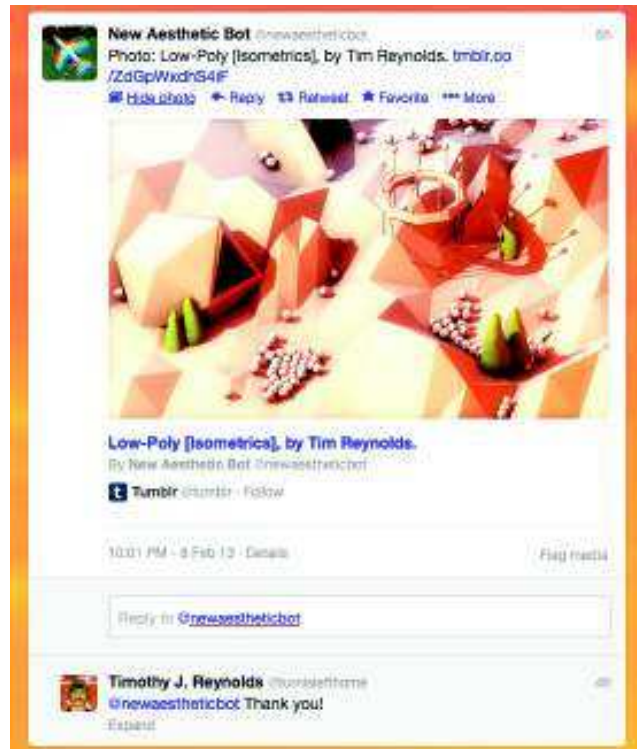 New Aesthetic Bot @newaestheticbot
Photo: Low-Poly [Isometrics], by Tim Reynolds. tmblr.co
Hide photo Reply Retweet Favorite More
Low-Poly [Isometrics], by Tim Reynolds.
By New Aesthetic Bot @newaestheticbot
t Tumblr @tumblr · Follow
10:01 PM - 8 Feb 13 · Details Flag media
Reply to @newaestheticbot
Timothy J. Reynolds
@newaestheticbot Thank you!
Expand